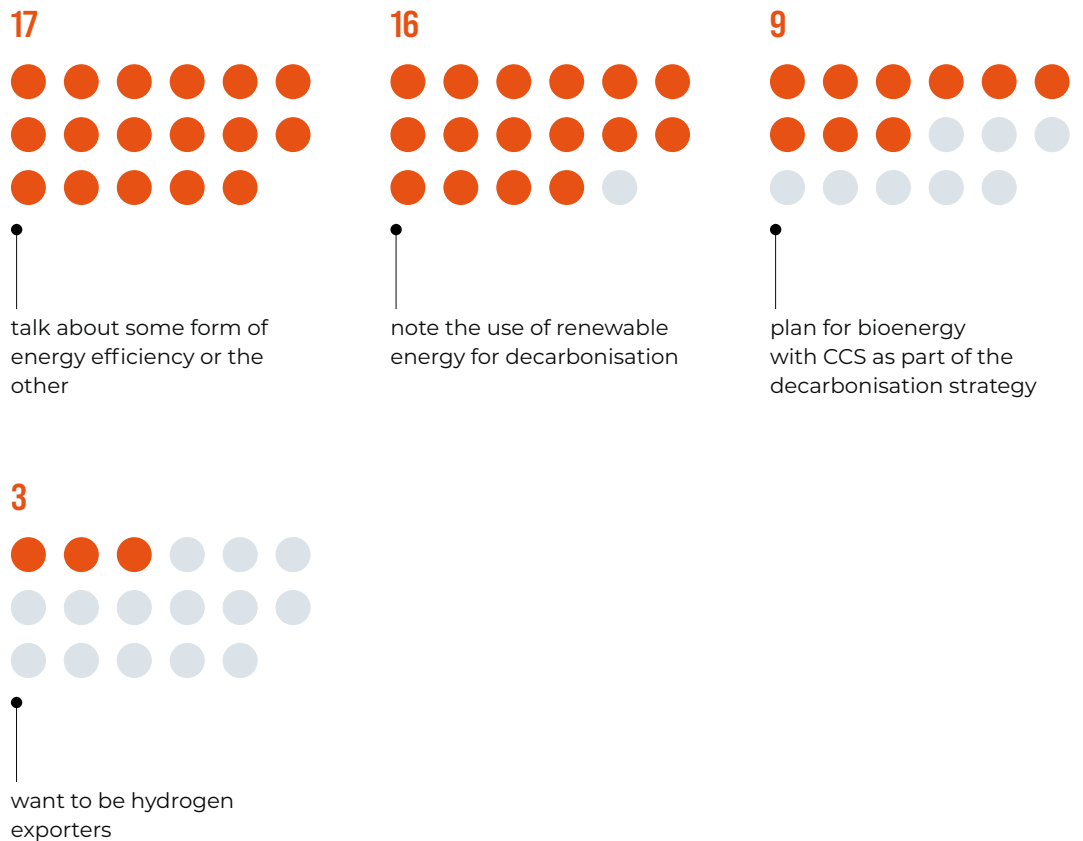 17
talk about some form of
energy efficiency or the
other
16
note the use of renewable
energy for decarbonisation
9
plan for bioenergy
with CCS as part of the
decarbonisation strategy
3
want to be hydrogen
exporters